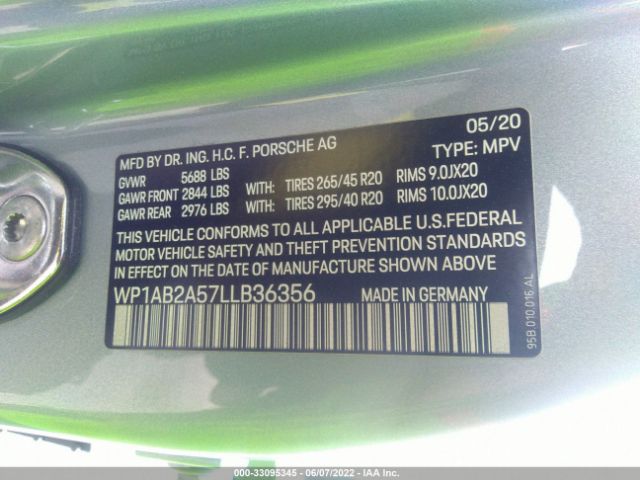 05/20
MFD BY DR. ING. H.C. F. PORSCHE AG TYPE: MPV
GVWR 5688 LBS
GAWR FRONT 2844 LBS WITH: TIRES 265/45 R20 RIMS 9.0JX20
GAWR REAR 2976 LBS WITH: TIRES 295/40 R20 RIMS 10.0JX20
THIS VEHICLE CONFORMS TO ALL APPLICABLE U.S.FEDERAL
MOTOR VEHICLE SAFETY AND THEFT PREVENTION STANDARDS
IN EFFECT ON THE DATE OF MANUFACTURE SHOWN ABOVE
WP1AB2A57LLB36356 MADE IN GERMANY
95B.010.016 AL
000-33095345 - 06/07/2022 - IAA Inc.